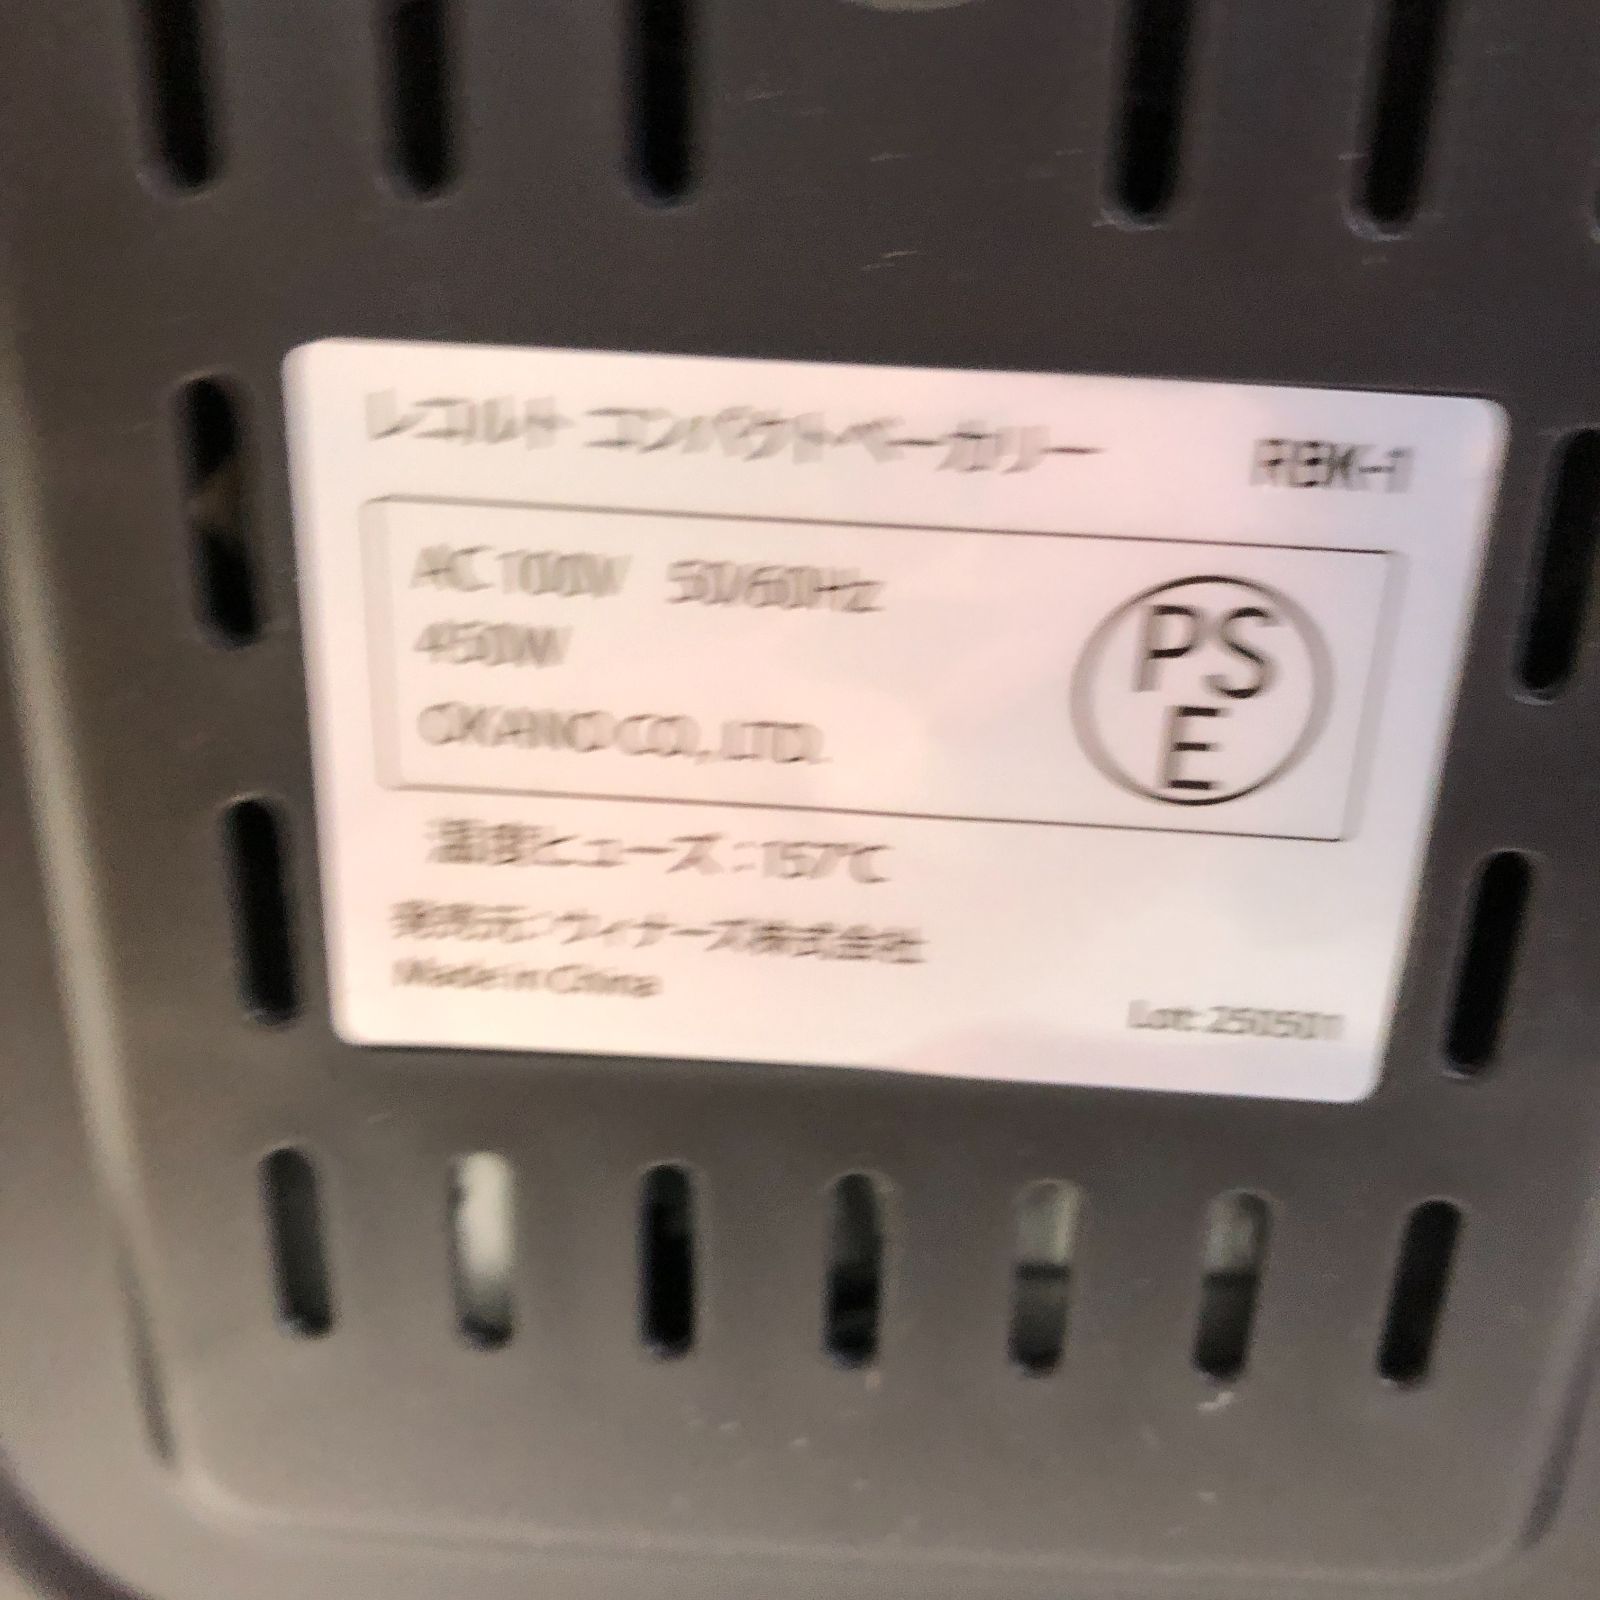 レコルト コンパクトベーカリー RBK-1
AC 100V 50/60Hz
450W
OKANO CO., LTD.
PS
E
温度ヒューズ：157℃
発売元：ウィナーズ株式会社
Made in China
Lot: 250501